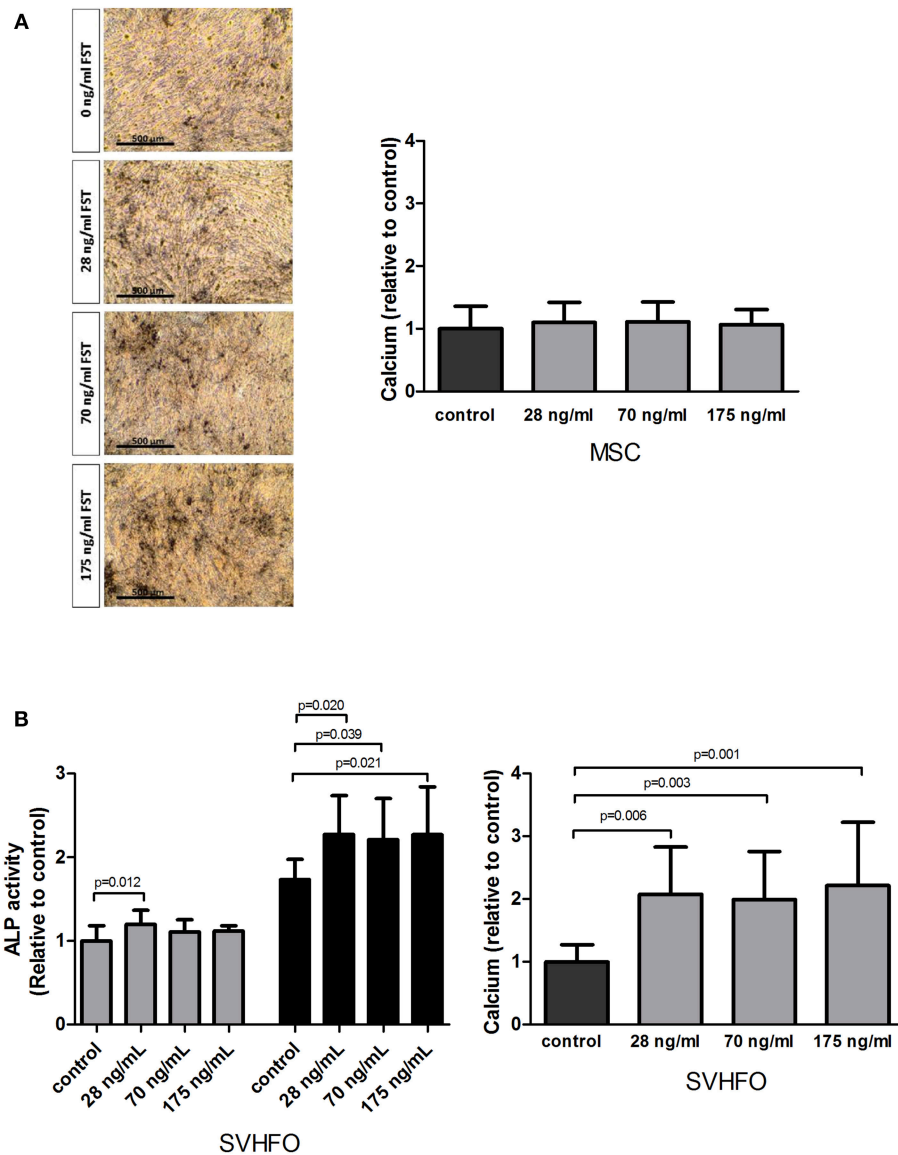 A
0 ng/ml FST
500 μm
28 ng/ml FST
500 μm
70 ng/ml FST
500 μm
175 ng/ml FST
500 μm
Calcium (relative to control)
4
3
2
1
0
control 28 ng/ml 70 ng/ml 175 ng/ml
MSC
B
ALP activity
(Relative to control)
3
2
1
0
p=0.012
p=0.020
p=0.039
p=0.021
control 28 ng/mL 70 ng/mL 175 ng/mL control 28 ng/mL 70 ng/mL 175 ng/mL
SVHFO
Calcium (relative to control)
4
3
2
1
0
p=0.001
p=0.003
p=0.006
control 28 ng/ml 70 ng/ml 175 ng/ml
SVHFO